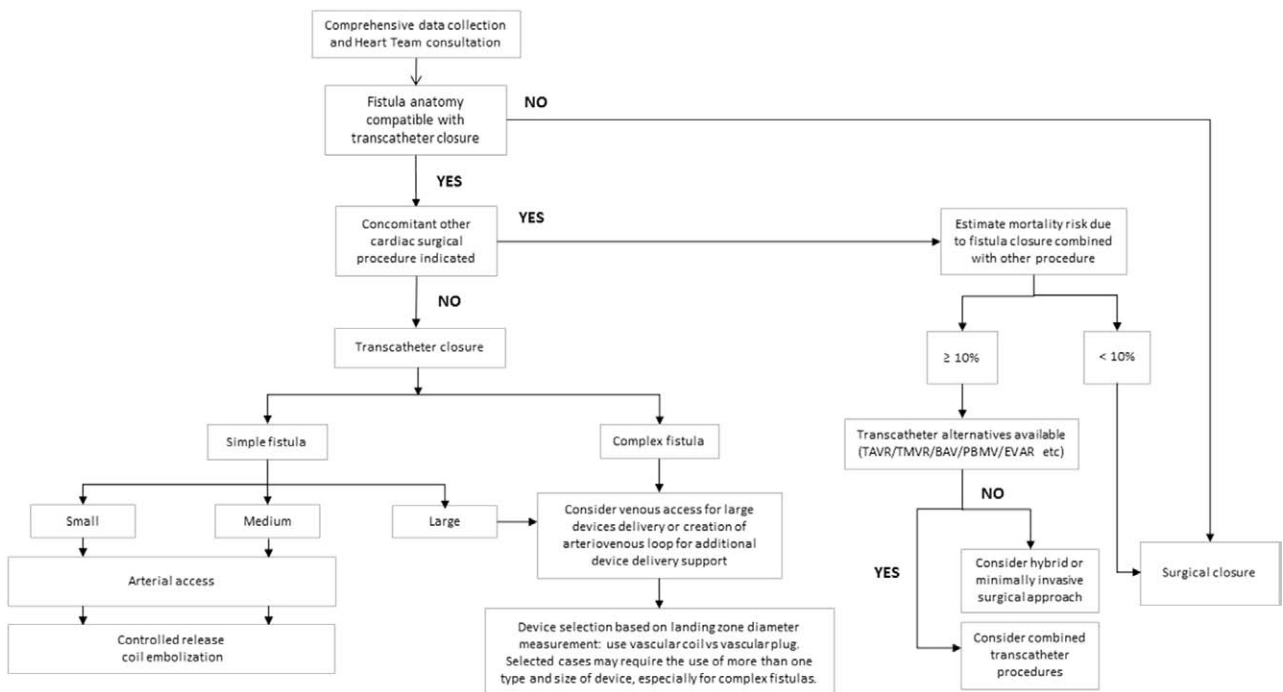 Comprehensive data collection
and Heart Team consultation
Fistula anatomy
compatible with
transcatheter closure
NO
YES
Concomitant other
cardiac surgical
procedure indicated
YES
Estimate mortality risk due
to fistula closure combined
with other procedure
NO
Transcatheter closure
≥ 10%
< 10%
Simple fistula
Complex fistula
Transcatheter alternatives available
(TAVR/TMVR/BAV/PBMV/EVAR etc)
Small
Medium
Large
Consider venous access for large
devices delivery or creation of
arteriovenous loop for additional
device delivery support
NO
YES
Arterial access
Consider hybrid or
minimally invasive
surgical approach
Surgical closure
Controlled release
coil embolization
Device selection based on landing zone diameter
measurement: use vascular coil vs vascular plug.
Selected cases may require the use of more than one
type and size of device, especially for complex fistulas.
Consider combined
transcatheter
procedures